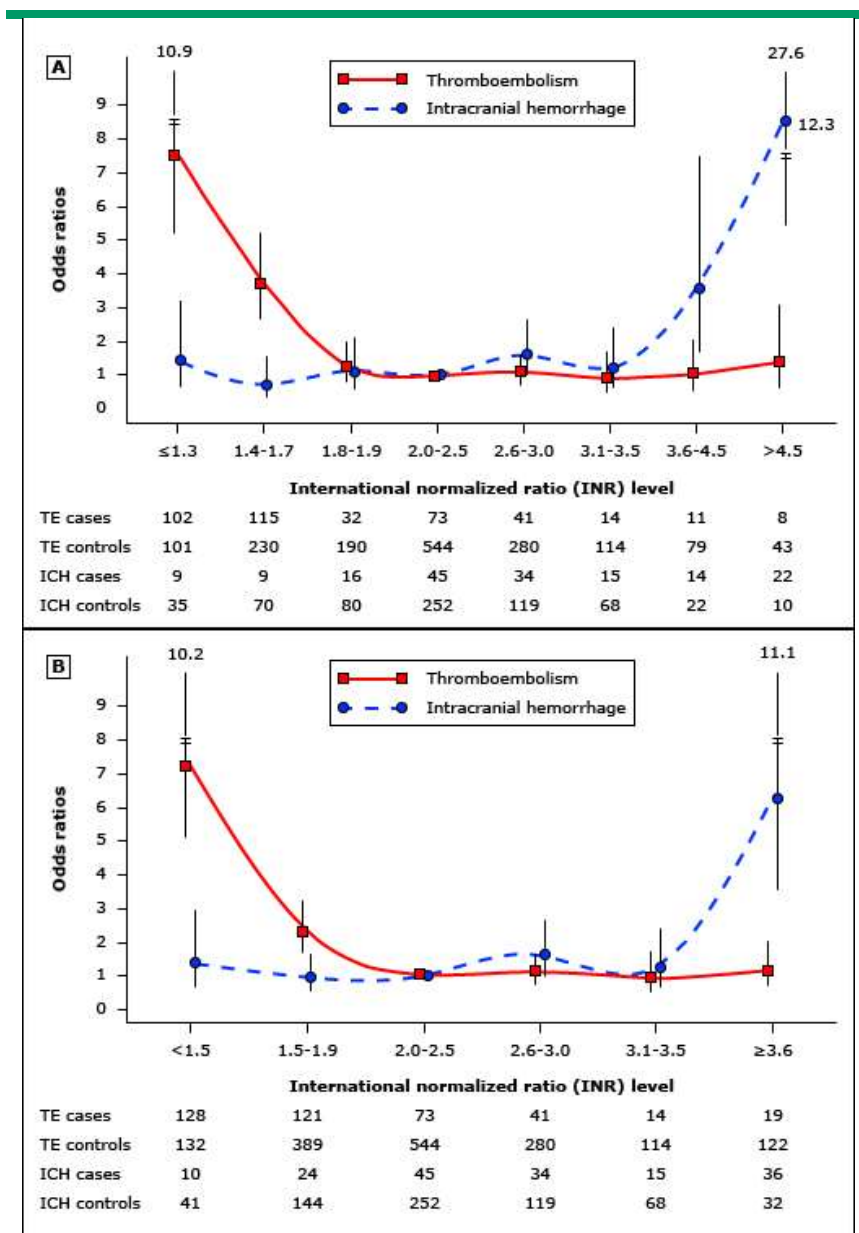 A
10.9
27.6
Thromboembolism
Intracranial hemorrhage
12.3
Odds ratios
9
8
7
6
5
4
3
2
1
0
≤1.3 1.4-1.7 1.8-1.9 2.0-2.5 2.6-3.0 3.1-3.5 3.6-4.5 >4.5
International normalized ratio (INR) level
TE cases 102 115 32 73 41 14 11 8
TE controls 101 230 190 544 280 114 79 43
ICH cases 9 9 16 45 34 15 14 22
ICH controls 35 70 80 252 119 68 22 10
B
10.2
11.1
Thromboembolism
Intracranial hemorrhage
Odds ratios
9
8
7
6
5
4
3
2
1
0
<1.5 1.5-1.9 2.0-2.5 2.6-3.0 3.1-3.5 ≥3.6
International normalized ratio (INR) level
TE cases 128 121 73 41 14 19
TE controls 132 389 544 280 114 122
ICH cases 10 24 45 34 15 36
ICH controls 41 144 252 119 68 32